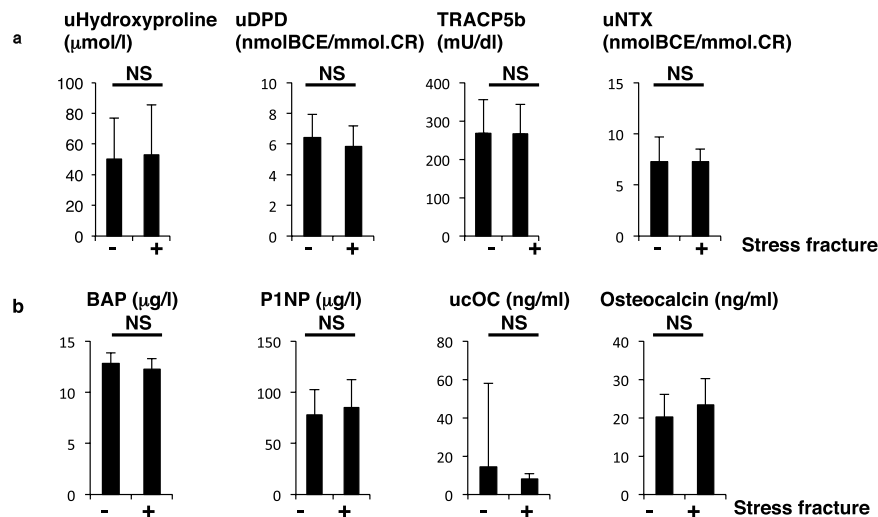 a
uHydroxyproline
(μmol/l)
NS
100
80
60
40
20
0
- +
uDPD
(nmolBCE/mmol.CR)
NS
10
8
6
4
2
0
- +
TRACP5b
(mU/dl)
NS
400
300
200
100
0
- +
uNTX
(nmolBCE/mmol.CR)
NS
15
10
5
0
- +
Stress fracture
b
BAP (μg/l)
NS
15
10
5
0
- +
P1NP (μg/l)
NS
150
100
50
0
- +
ucOC (ng/ml)
NS
80
60
40
20
0
- +
Osteocalcin (ng/ml)
NS
40
30
20
10
0
- +
Stress fracture